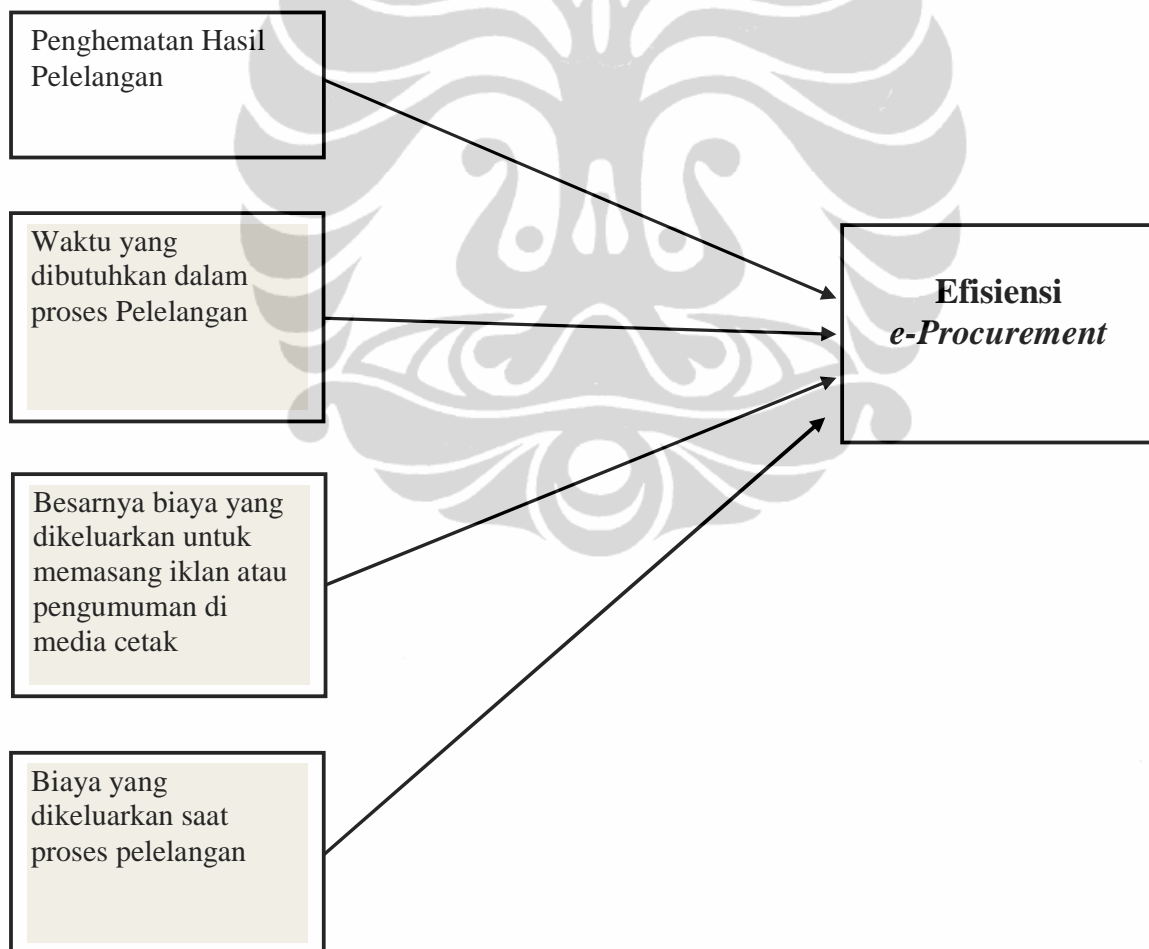 Penghematan Hasil
Pelelangan
Waktu yang
dibutuhkan dalam
proses Pelelangan
Efisiensi
e-Procurement
Besarnya biaya yang
dikeluarkan untuk
memasang iklan atau
pengumuman di
media cetak
Biaya yang
dikeluarkan saat
proses pelelangan